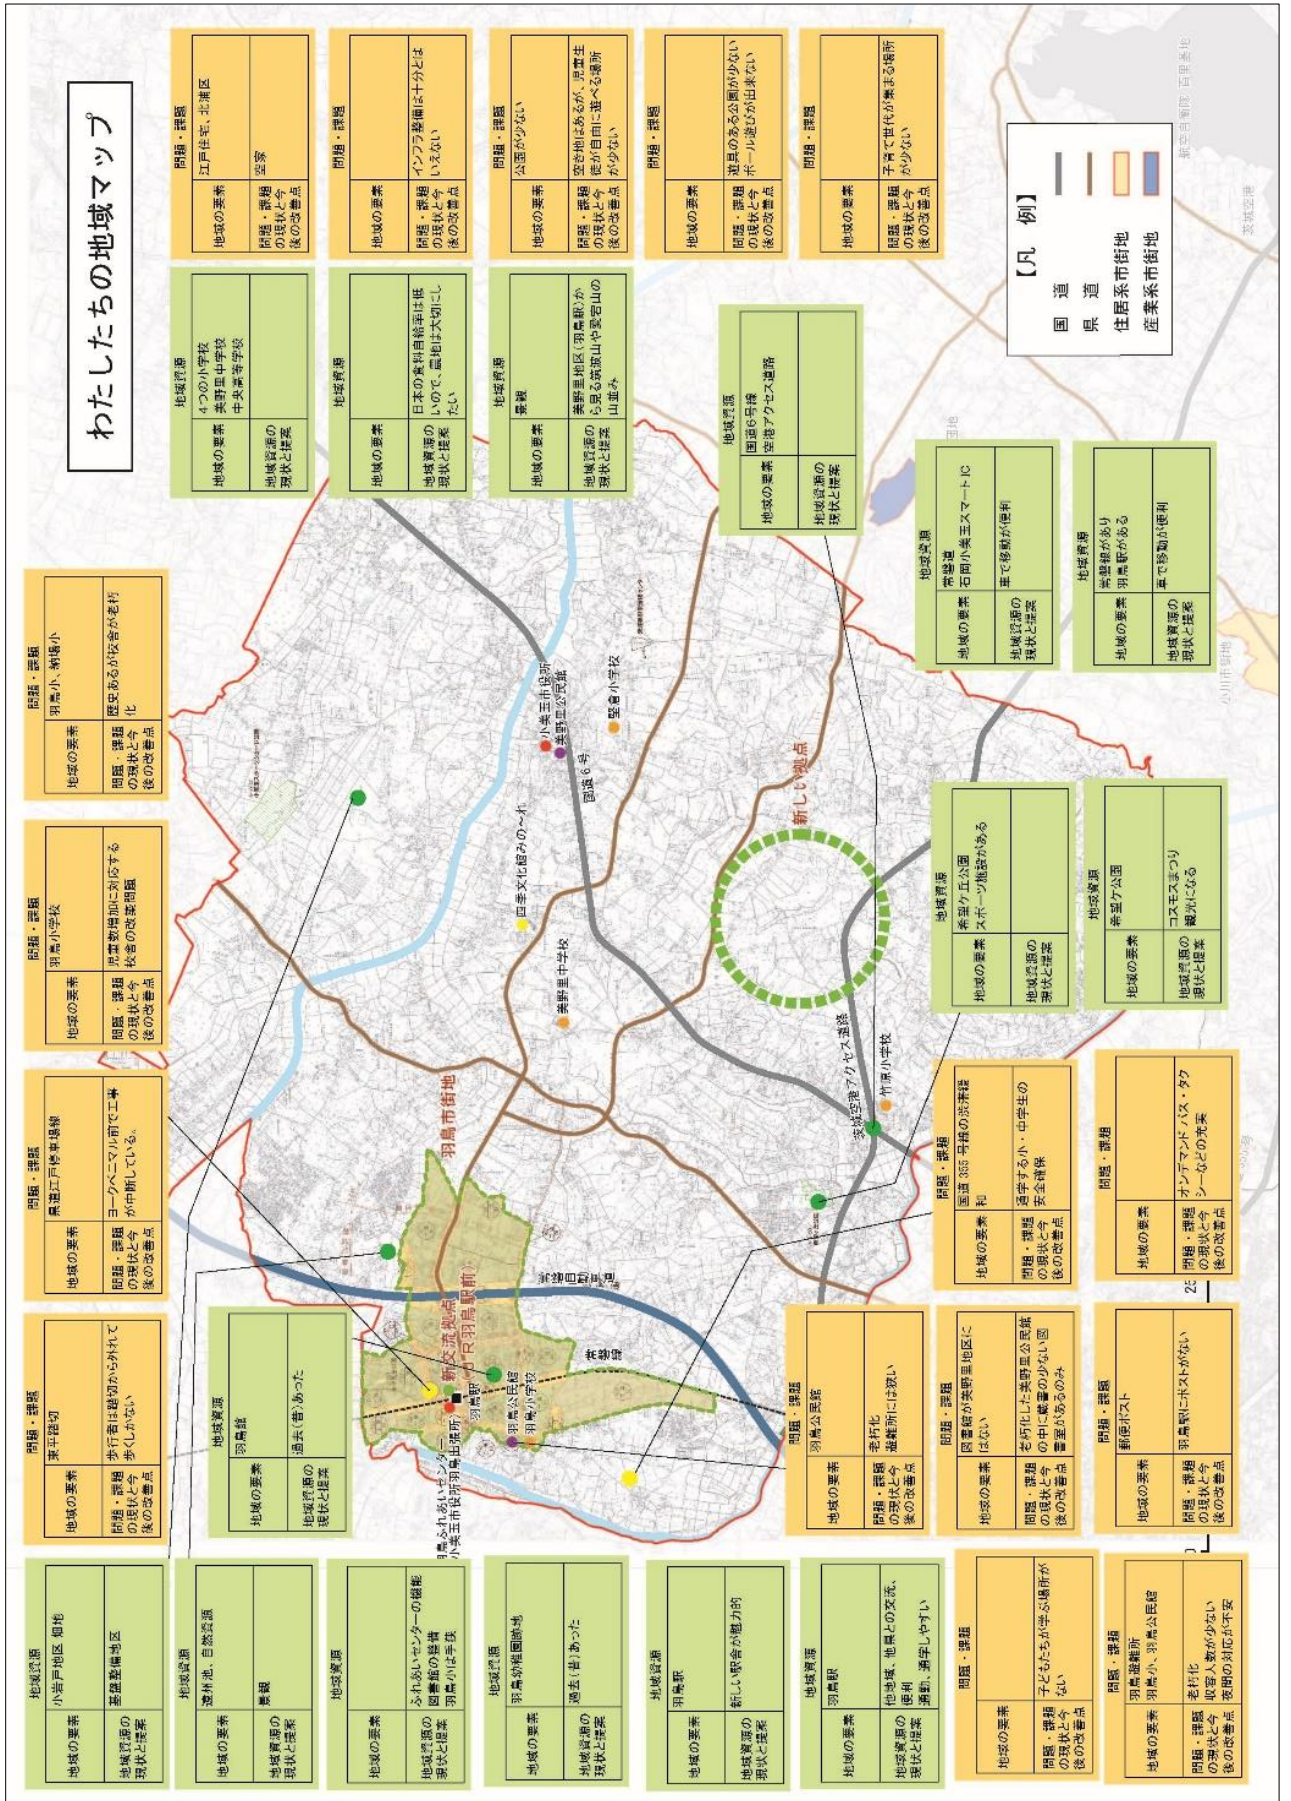 わたしたちの地域マップ
地域資源
地域の要素
小岩戸地区 畑地
地域資源の現状と提案
基盤整備地区
問題・課題
地域の要素
東平踏切
問題・課題の現状と今後の改善点
歩行者は踏切から外れて
歩くしかない
問題・課題
地域の要素
県道江戸停車場線
問題・課題の現状と今後の改善点
ヨークベニマル前で工事
が中断している。
問題・課題
地域の要素
羽鳥小学校
問題・課題の現状と今後の改善点
児童数増加に対応する
校舎の改築問題
問題・課題
地域の要素
羽鳥小、納場小
問題・課題の現状と今後の改善点
歴史あるが校舎が老朽
化
地域資源
地域の要素
遠州池、自然資源
地域資源の現状と提案
景観
地域資源
地域の要素
羽鳥館
地域資源の現状と提案
過去(昔)あった
地域資源
地域の要素
4つの小学校
美野里中学校
中央高等学校
地域資源の現状と提案
問題・課題
地域の要素
江戸住宅、北浦区
問題・課題の現状と今後の改善点
空家
地域資源
地域の要素
地域資源の現状と提案
ふれあいセンターの機能
図書館の整備
羽鳥小は手狭
地域資源
地域の要素
地域資源の現状と提案
日本の食料自給率は低
いので、農地は大切にし
たい
問題・課題
地域の要素
問題・課題の現状と今後の改善点
インフラ整備は十分とは
いえない
地域資源
地域の要素
羽鳥幼稚園跡地
地域資源の現状と提案
過去(昔)あった
地域資源
地域の要素
景観
地域資源の現状と提案
美野里地区(羽鳥駅)か
ら見る筑波山や愛宕山の
山並み
問題・課題
地域の要素
公園が少ない
問題・課題の現状と今後の改善点
空き地はあるが、児童生
徒が自由に遊べる場所
が少ない
地域資源
地域の要素
羽鳥駅
地域資源の現状と提案
新しい駅舎が魅力的
問題・課題
地域の要素
問題・課題の現状と今後の改善点
遊具のある公園が少ない
ボール遊びが出来ない
地域資源
地域の要素
国道6号線
空港アクセス道路
地域資源の現状と提案
地域資源
地域の要素
羽鳥駅
地域資源の現状と提案
他地域、他県との交流、
便利
通勤、通学しやすい
問題・課題
地域の要素
羽鳥公民館
問題・課題の現状と今後の改善点
老朽化
避難所には狭い
問題・課題
地域の要素
問題・課題の現状と今後の改善点
子育て世代が集まる場所
が少ない
問題・課題
地域の要素
問題・課題の現状と今後の改善点
子どもたちが学ぶ場所が
ない
問題・課題
地域の要素
図書館が美野里地区に
はない
問題・課題の現状と今後の改善点
老朽化した美野里公民館
の中に蔵書の少ない図
書室があるのみ
問題・課題
地域の要素
国道 355 号線の渋滞緩
和
問題・課題の現状と今後の改善点
通学する小・中学生の
安全確保
地域資源
地域の要素
希望ケ丘公園
スポーツ施設がある
地域資源の現状と提案
地域資源
地域の要素
常磐道
石岡小美玉スマートIC
地域資源の現状と提案
車で移動が便利
問題・課題
地域の要素
羽鳥避難所
羽鳥小、羽鳥公民館
問題・課題の現状と今後の改善点
老朽化
収容人数が少ない
夜間の対応が不安
問題・課題
地域の要素
郵便ポスト
問題・課題の現状と今後の改善点
羽鳥駅にポストがない
問題・課題
地域の要素
問題・課題の現状と今後の改善点
オンデマンド バス・タク
シーなどの充実
地域資源
地域の要素
希望ケ公園
地域資源の現状と提案
コスモスまつり
観光になる
地域資源
地域の要素
常磐線があり
羽鳥駅がある
地域資源の現状と提案
車で移動が便利
羽鳥市街地
新交流拠点
(JR羽鳥駅前)
羽鳥ふれあいセンター
小美玉市役所羽鳥出張所
羽鳥駅
羽鳥公民館
羽鳥小学校
常磐線
常磐自動車道
四季文化館みの〜れ
美野里中学校
小美玉市役所
美野里公民館
国道6号
堅倉小学校
新しい拠点
茨城空港アクセス道路
竹原小学校
小川市街地
航空自衛隊 百里基地
茨城空港
25
【凡 例】
国 道
県 道
住居系市街地
産業系市街地